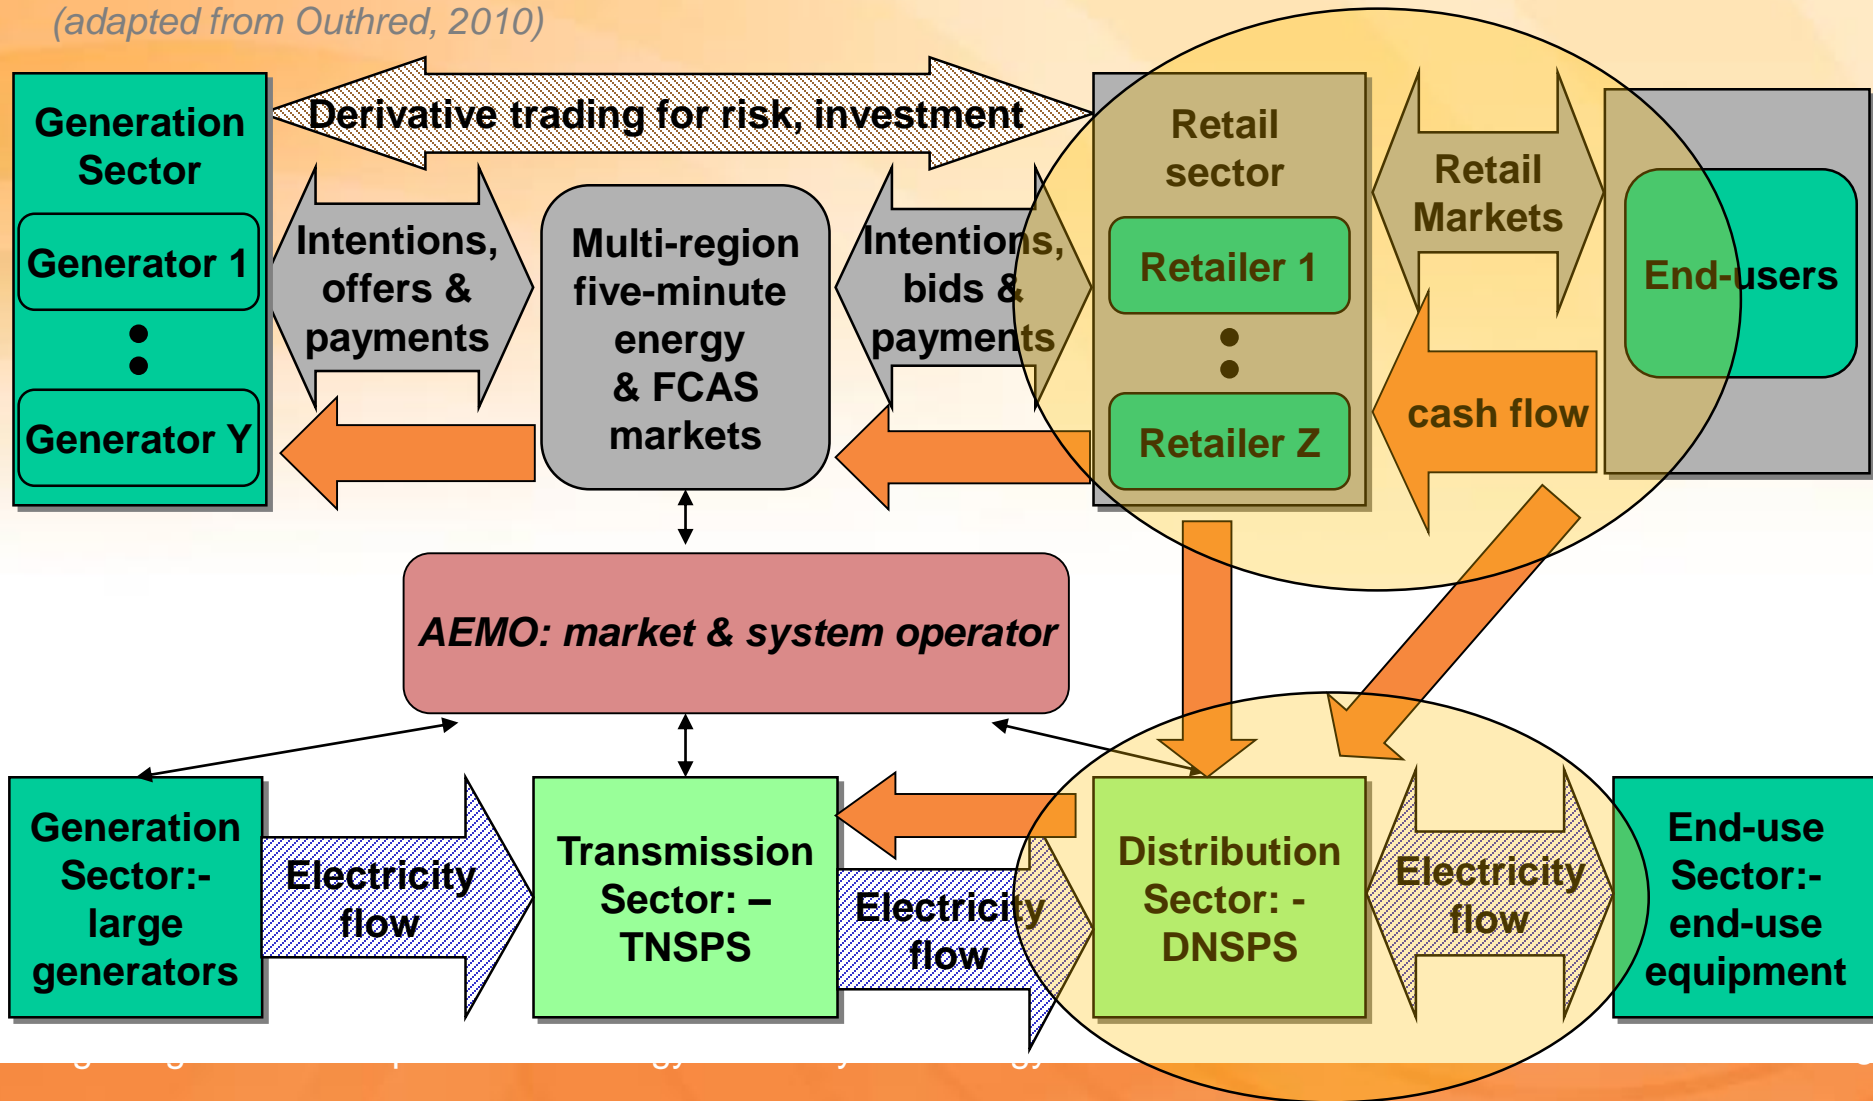 (adapted from Outhred, 2010)
Derivative trading for risk, investment
Generation
Sector
Generator 1
Generator Y
Intentions,
offers &
payments
Multi-region
five-minute
energy
& FCAS
markets
Intentions,
bids &
payments
Retail
sector
Retailer 1
Retailer Z
Retail
Markets
cash flow
End-users
AEMO: market & system operator
Generation
Sector:-
large
generators
Electricity
flow
Transmission
Sector: –
TNSPS
Electricity
flow
Distribution
Sector: -
DNSPS
Electricity
flow
End-use
Sector:-
end-use
equipment